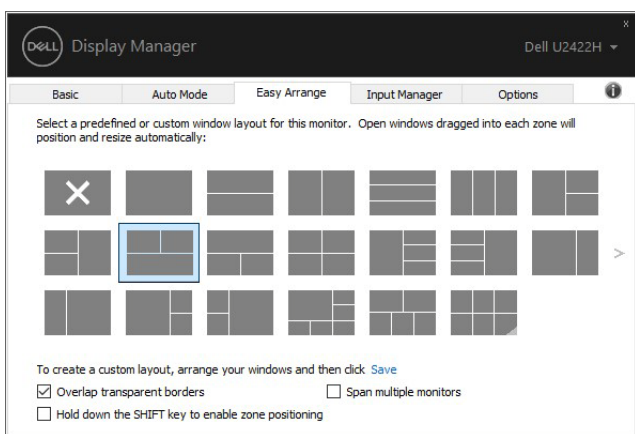 x
DELL Display Manager Dell U2422H
Basic Auto Mode Easy Arrange Input Manager Options i
Select a predefined or custom window layout for this monitor. Open windows dragged into each zone will
position and resize automatically:
>
To create a custom layout, arrange your windows and then click Save
Overlap transparent borders Span multiple monitors
Hold down the SHIFT key to enable zone positioning